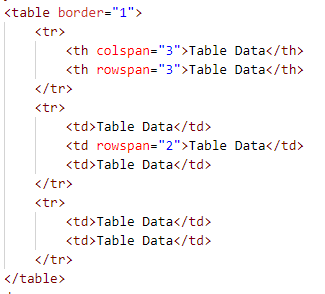 <table border="1">
    <tr>
        <th colspan="3">Table Data</th>
        <th rowspan="3">Table Data</th>
    </tr>
    <tr>
        <td>Table Data</td>
        <td rowspan="2">Table Data</td>
        <td>Table Data</td>
    </tr>
    <tr>
        <td>Table Data</td>
        <td>Table Data</td>
    </tr>
</table>